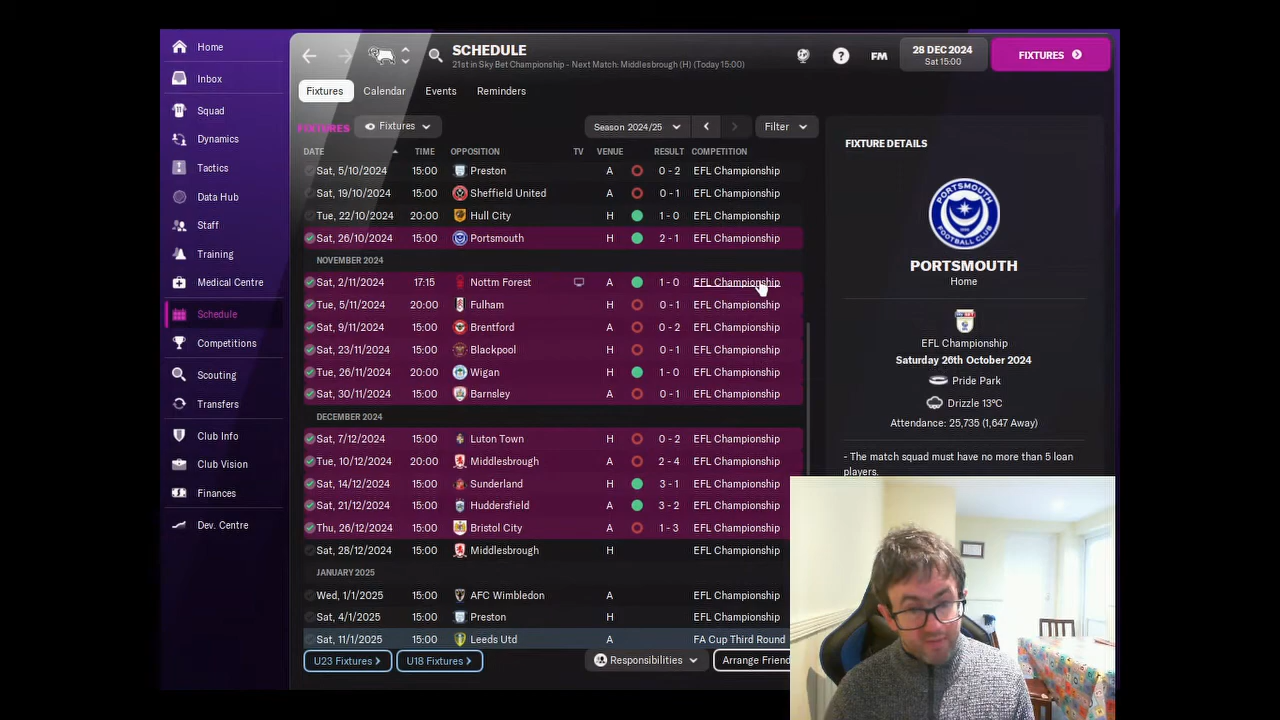 Home
SCHEDULE
21st in Sky Bet Championship - Next Match: Middlesbrough (H) (Today 15:00)
?
FM
28 DEC 2024
Sat 15:00
FIXTURES
Inbox
Squad
Dynamics
Tactics
Data Hub
Staff
Training
Medical Centre
Schedule
Competitions
Scouting
Transfers
Club Info
Club Vision
Finances
Dev. Centre
Fixtures Calendar Events Reminders
FIXTURES Fixtures Season 2024/25 Filter
DATE TIME OPPOSITION TV VENUE RESULT COMPETITION
Sat, 5/10/2024 15:00 Preston A 0 - 2 EFL Championship
Sat, 19/10/2024 15:00 Sheffield United A 0 - 1 EFL Championship
Tue, 22/10/2024 20:00 Hull City H 1 - 0 EFL Championship
Sat, 26/10/2024 15:00 Portsmouth H 2 - 1 EFL Championship
NOVEMBER 2024
Sat, 2/11/2024 17:15 Nottm Forest A 1 - 0 EFL Championship
Tue, 5/11/2024 20:00 Fulham H 0 - 1 EFL Championship
Sat, 9/11/2024 15:00 Brentford A 0 - 2 EFL Championship
Sat, 23/11/2024 15:00 Blackpool H 0 - 1 EFL Championship
Tue, 26/11/2024 20:00 Wigan H 1 - 0 EFL Championship
Sat, 30/11/2024 15:00 Barnsley A 0 - 1 EFL Championship
DECEMBER 2024
Sat, 7/12/2024 15:00 Luton Town H 0 - 2 EFL Championship
Tue, 10/12/2024 20:00 Middlesbrough A 2 - 4 EFL Championship
Sat, 14/12/2024 15:00 Sunderland H 3 - 1 EFL Championship
Sat, 21/12/2024 15:00 Huddersfield A 3 - 2 EFL Championship
Thu, 26/12/2024 15:00 Bristol City A 1 - 3 EFL Championship
Sat, 28/12/2024 15:00 Middlesbrough H EFL Championship
JANUARY 2025
Wed, 1/1/2025 15:00 AFC Wimbledon A EFL Championship
Sat, 4/1/2025 15:00 Preston H EFL Championship
Sat, 11/1/2025 15:00 Leeds Utd A FA Cup Third Round
U23 Fixtures U18 Fixtures Responsibilities Arrange Friend
FIXTURE DETAILS
PORTSMOUTH
FOOTBALL CLUB
PORTSMOUTH
Home
EFL Championship
Saturday 26th October 2024
Pride Park
Drizzle 13ºC
Attendance: 25,735 (1,647 Away)
- The match squad must have no more than 5 loan
players.